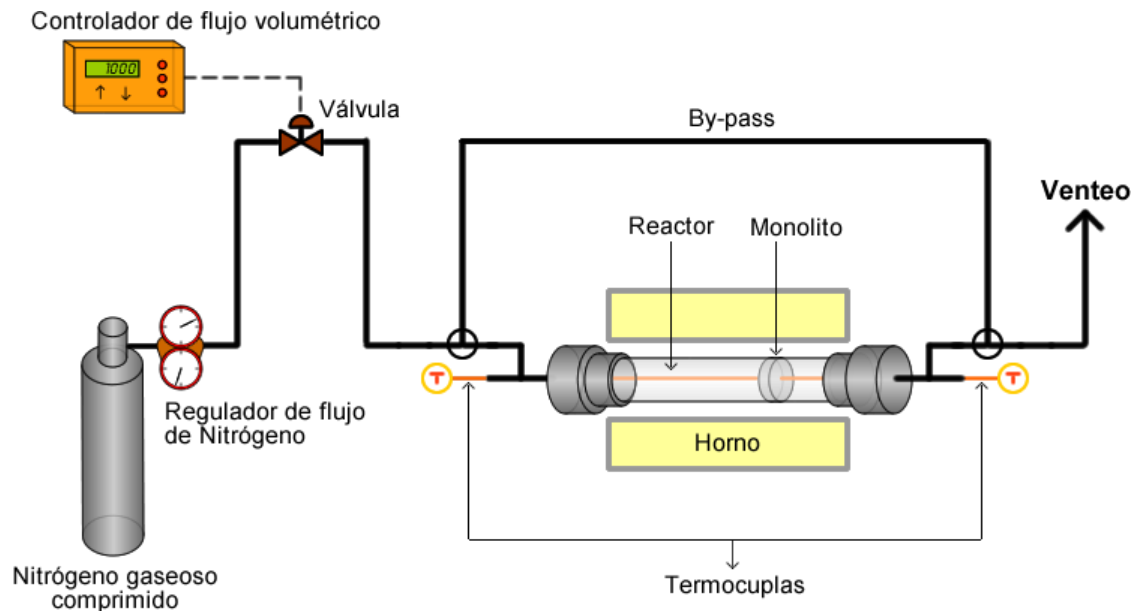 Controlador de flujo volumétrico
1000
↑ ↓
Válvula
By-pass
Venteo
Reactor
Monolito
T
T
Regulador de flujo
de Nitrógeno
Horno
Nitrógeno gaseoso
comprimido
Termocuplas